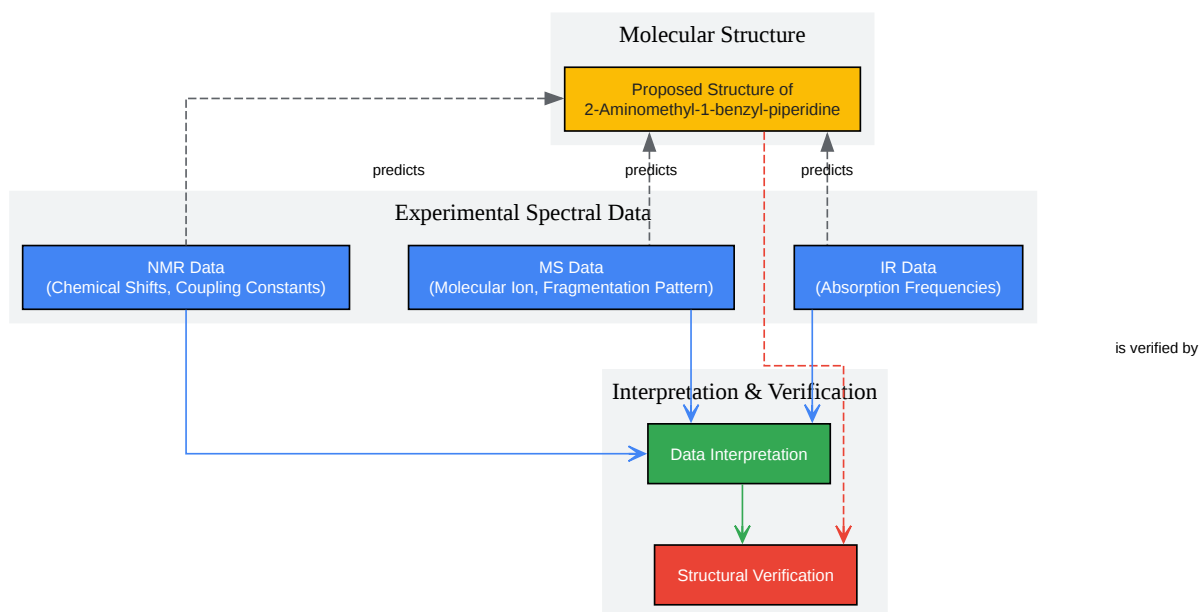 Molecular Structure
Proposed Structure of
2-Aminomethyl-1-benzyl-piperidine
predicts
predicts
predicts
Experimental Spectral Data
NMR Data
(Chemical Shifts, Coupling Constants)
MS Data
(Molecular Ion, Fragmentation Pattern)
IR Data
(Absorption Frequencies)
is verified by
Interpretation & Verification
Data Interpretation
Structural Verification